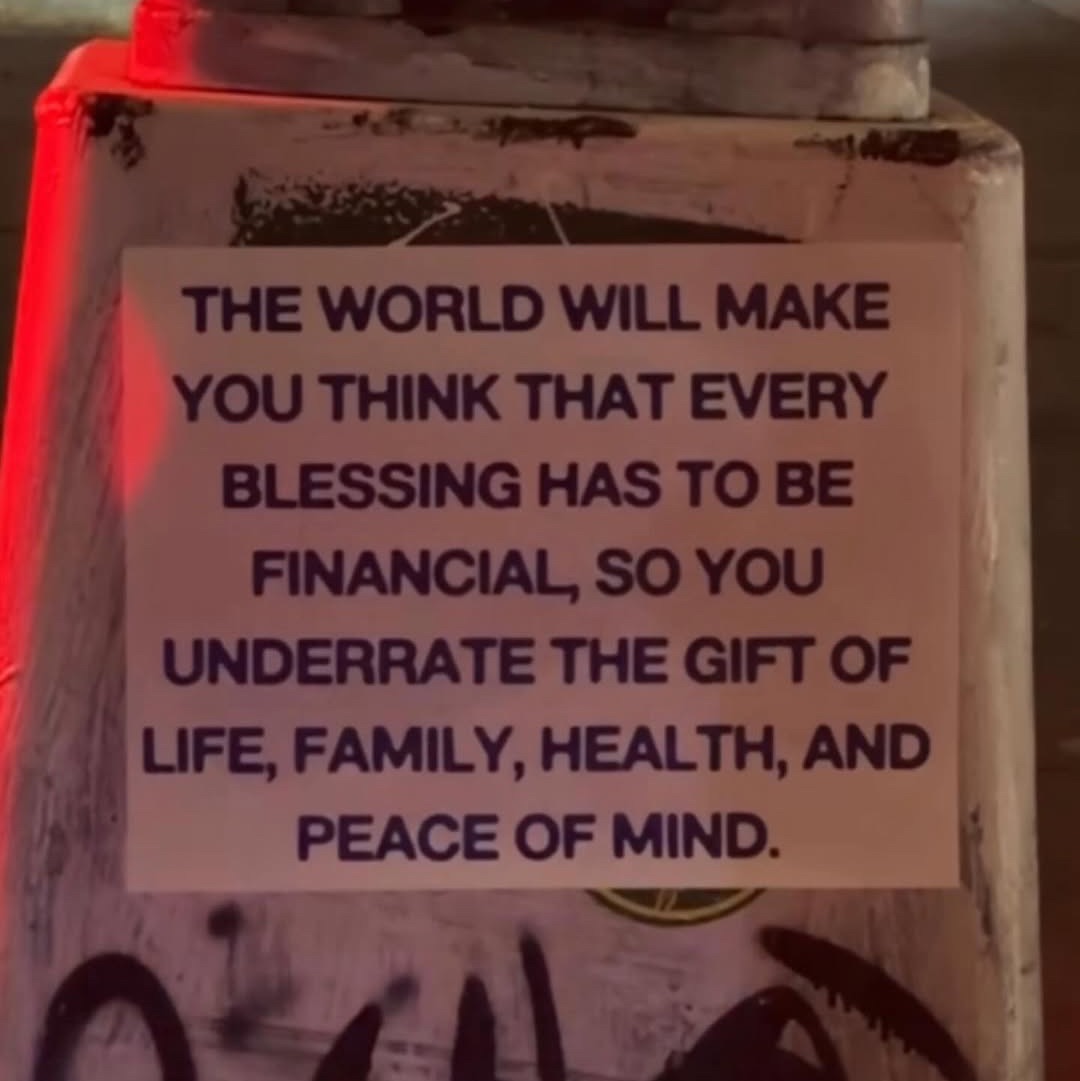 THE WORLD WILL MAKE
YOU THINK THAT EVERY
BLESSING HAS TO BE
FINANCIAL, SO YOU
UNDERRATE THE GIFT OF
LIFE, FAMILY, HEALTH, AND
PEACE OF MIND.